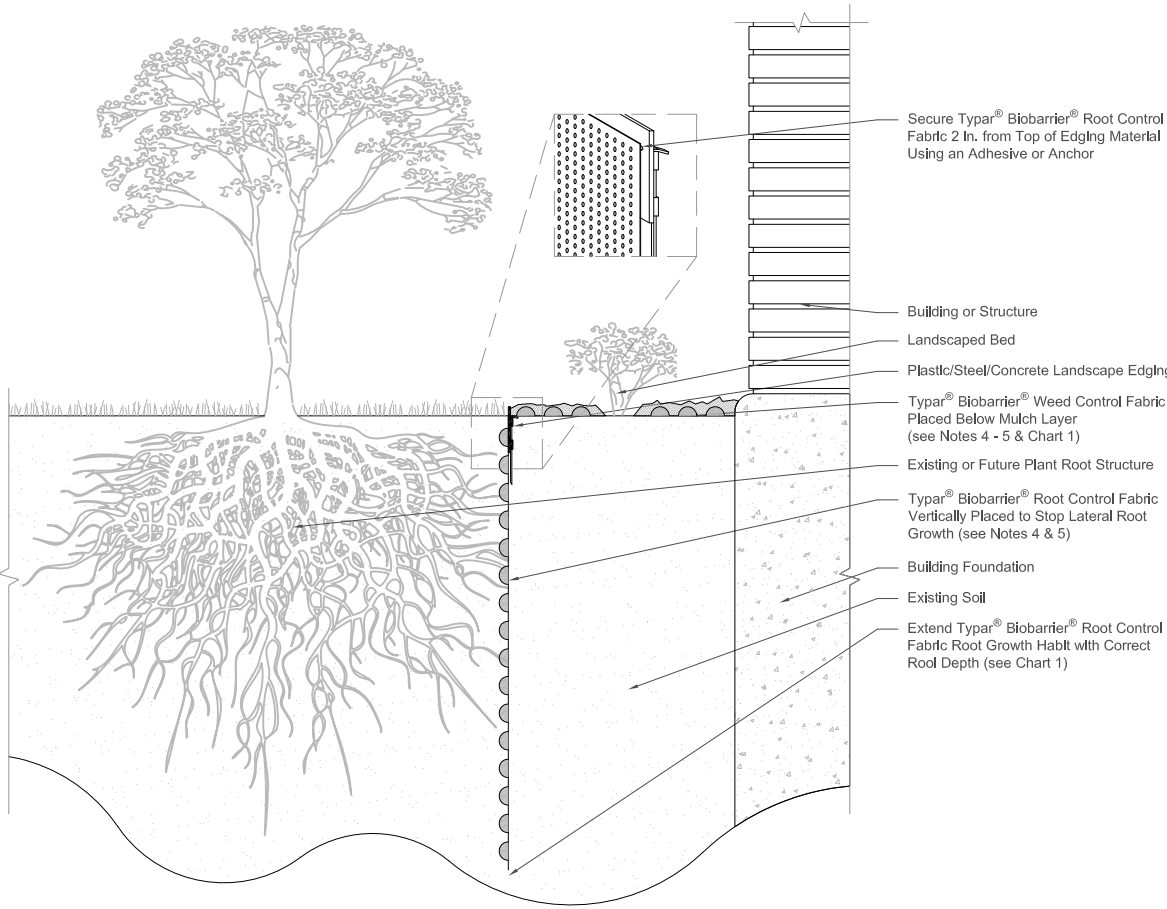 Secure Typar® Biobarrier® Root Control
Fabric 2 In. from Top of Edging Material
Using an Adhesive or Anchor
Building or Structure
Landscaped Bed
Plastic/Steel/Concrete Landscape Edging
Typar® Biobarrier® Weed Control Fabric
Placed Below Mulch Layer
(see Notes 4 - 5 & Chart 1)
Existing or Future Plant Root Structure
Typar® Biobarrier® Root Control Fabric
Vertically Placed to Stop Lateral Root
Growth (see Notes 4 & 5)
Building Foundation
Existing Soil
Extend Typar® Biobarrier® Root Control
Fabric Root Growth Habit with Correct
Rool Depth (see Chart 1)